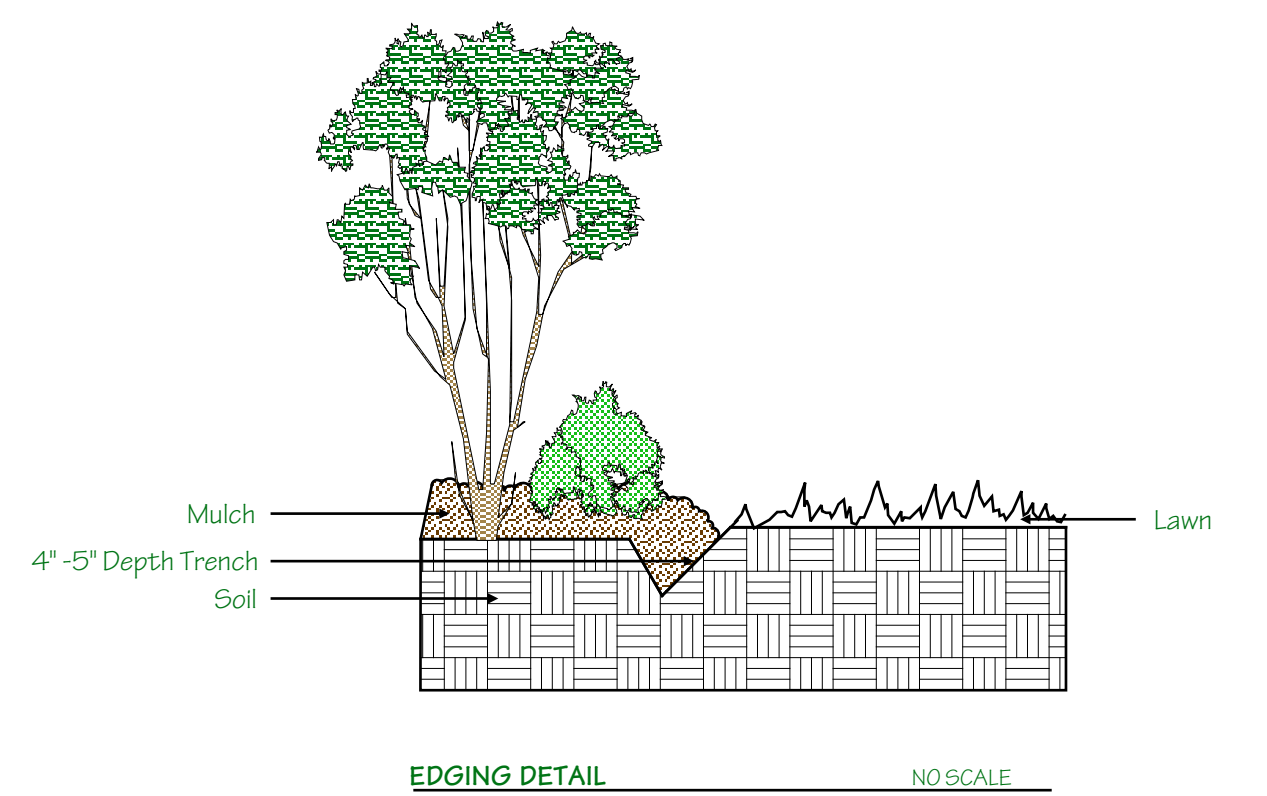 Mulch
Lawn
4" -5" Depth Trench
Soil
EDGING DETAIL
NO SCALE